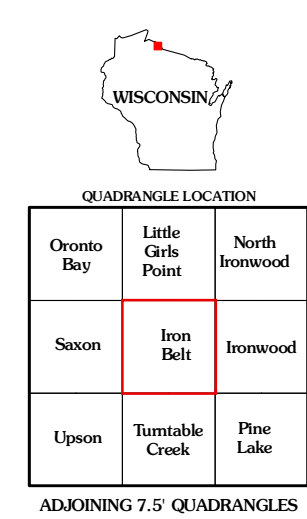 WISCONSIN
QUADRANGLE LOCATION
Oronto
Bay
Little
Girls
Point
North
Ironwood
Saxon
Iron
Belt
Ironwood
Upson
Turntable
Creek
Pine
Lake
ADJOINING 7.5' QUADRANGLES